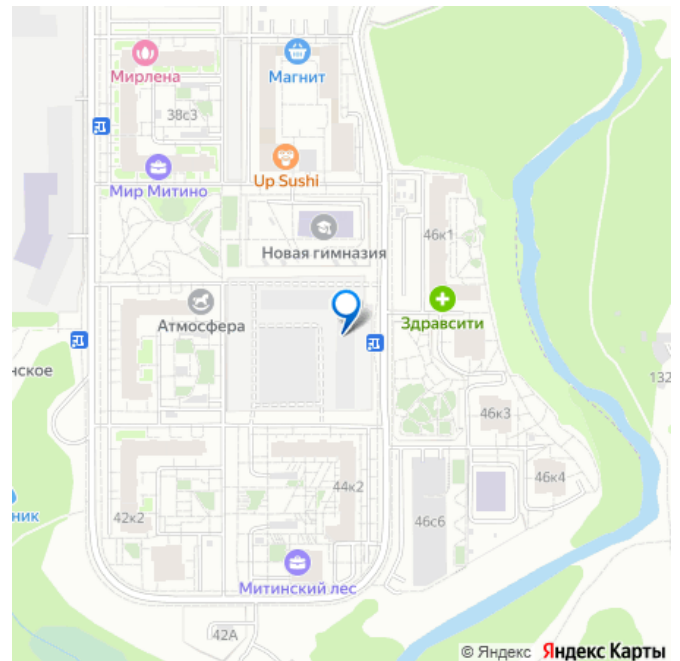 Мирлена
Магнит
38с3
Мир Митино
Up Sushi
46к1
Новая гимназия
Атмосфера
Здравсити
нское
132
46к3
44к2
46к4
ник
42к2
46с6
Митинский лес
42А
© Яндекс Яндекс Карты